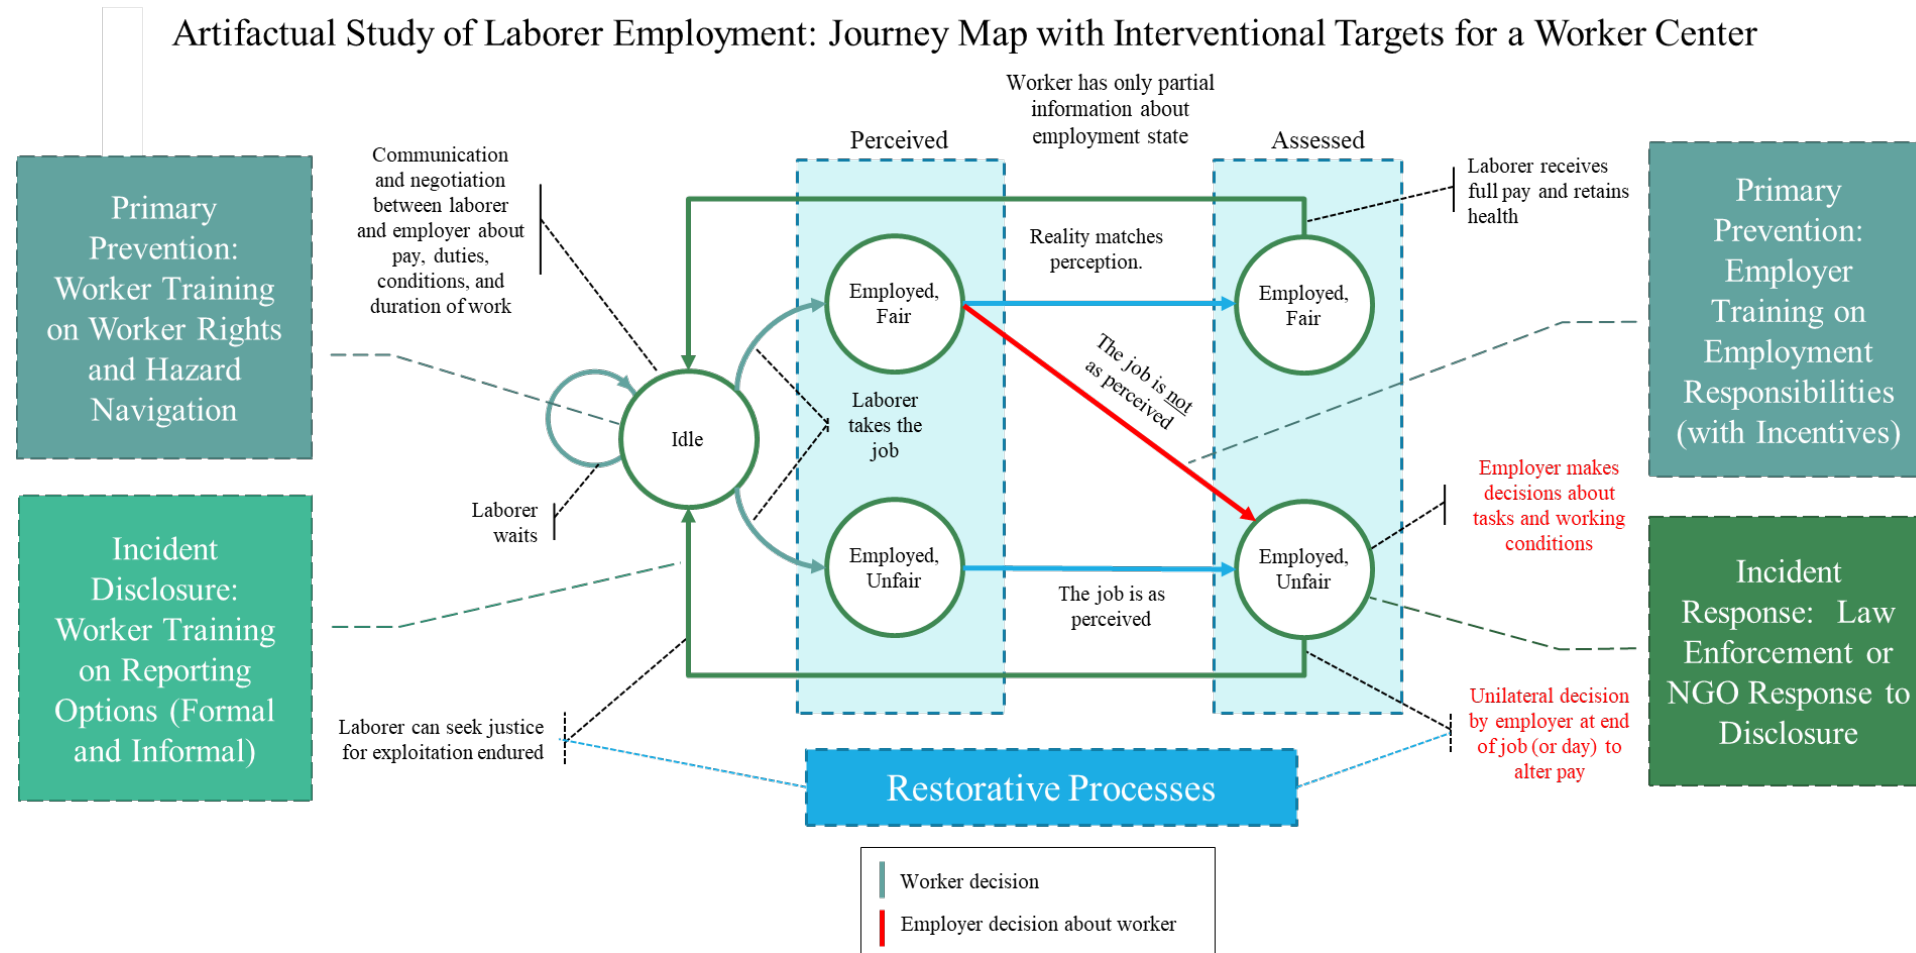 Artifactual Study of Laborer Employment: Journey Map with Interventional Targets for a Worker Center
Primary
Prevention:
Worker Training
on Worker Rights
and Hazard
Navigation
Incident
Disclosure:
Worker Training
on Reporting
Options (Formal
and Informal)
Communication
and negotiation
between laborer
and employer about
pay, duties,
conditions, and
duration of work
Laborer
waits
Laborer can seek justice
for exploitation endured
Idle
Perceived
Employed,
Fair
Laborer
takes the
job
Employed,
Unfair
Worker has only partial
information about
employment state
Reality matches
perception.
The job is not
as perceived
The job is as
perceived
Assessed
Employed,
Fair
Employed,
Unfair
Laborer receives
full pay and retains
health
Employer makes
decisions about
tasks and working
conditions
Unilateral decision
by employer at end
of job (or day) to
alter pay
Primary
Prevention:
Employer
Training on
Employment
Responsibilities
(with Incentives)
Incident
Response: Law
Enforcement or
NGO Response to
Disclosure
Restorative Processes
Worker decision
Employer decision about worker